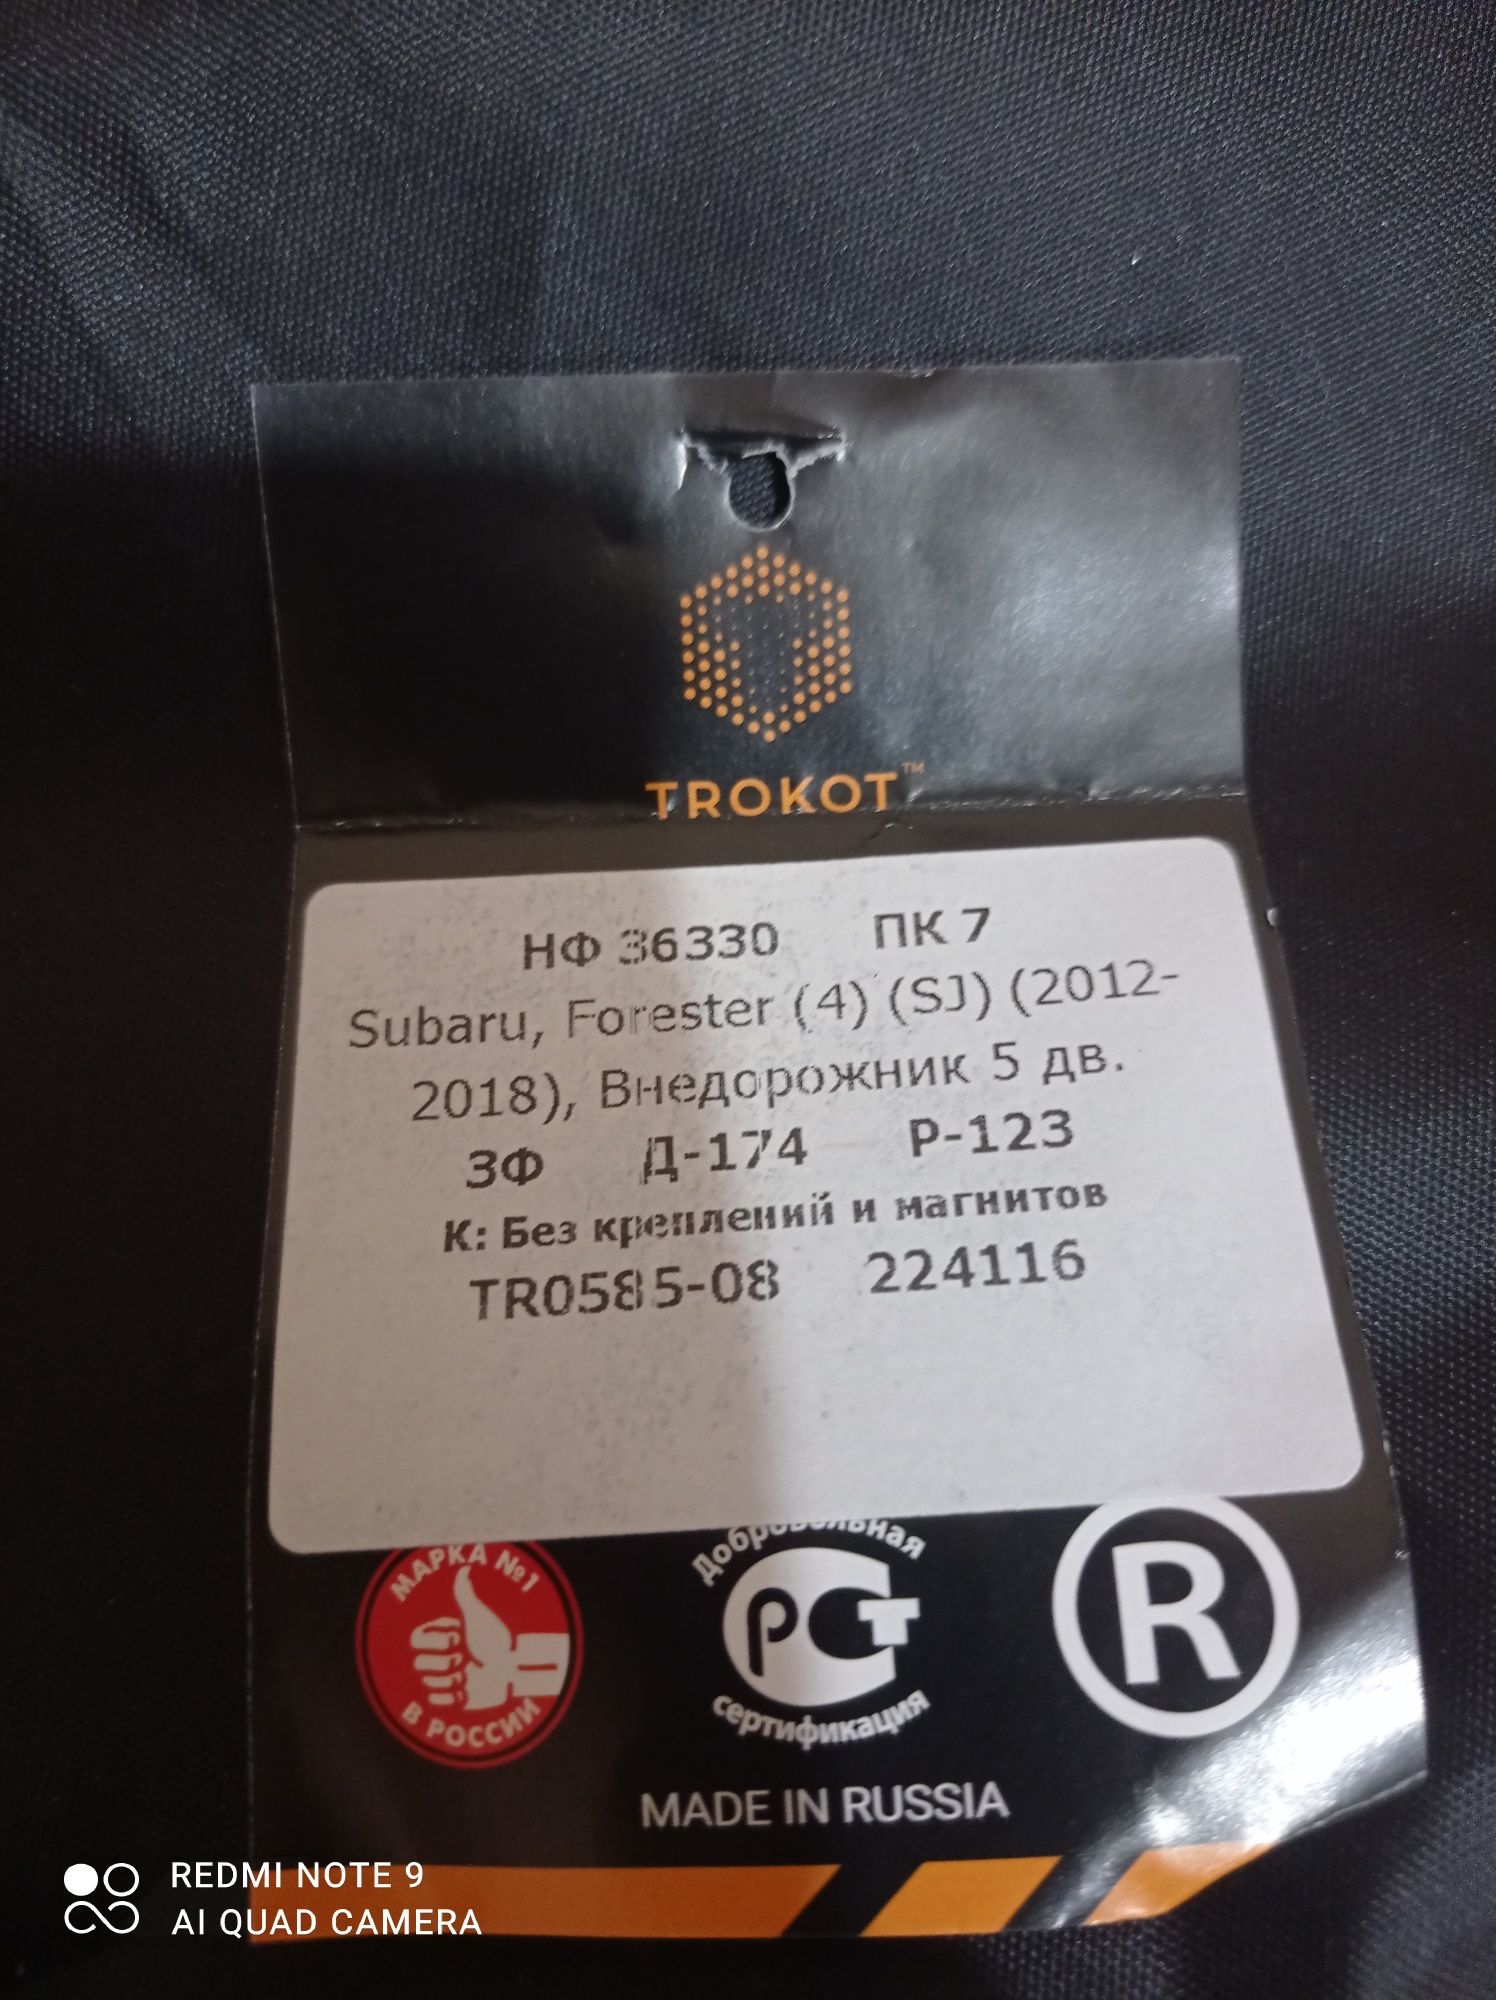 TROKOT™
НФ 36330 ПК 7
Subaru, Forester (4) (SJ) (2012-
2018), Внедорожник 5 дв.
ЗФ Д-174 Р-123
К: Без креплений и магнитов
TR0585-08 224116
МАРКА №1
В РОССИИ
добровольная
РСТ
сертификация
R
MADE IN RUSSIA
REDMI NOTE 9
AI QUAD CAMERA